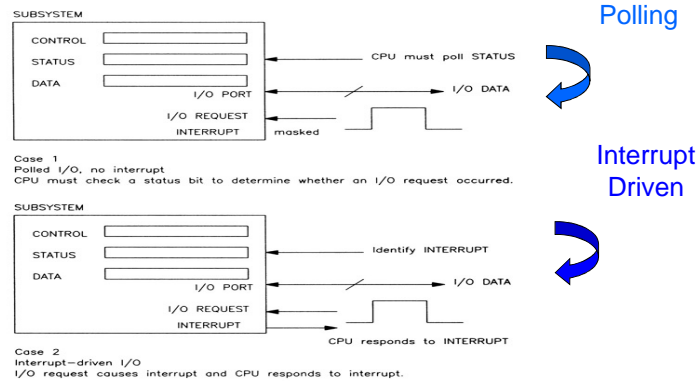 Polling
SUBSYSTEM
CONTROL
STATUS
CPU must poll STATUS
DATA
I/O PORT
I/O DATA
I/O REQUEST
INTERRUPT masked
Case 1
Polled I/O, no interrupt
CPU must check a status bit to determine whether an I/O request occurred.
Interrupt
Driven
SUBSYSTEM
CONTROL
STATUS
Identify INTERRUPT
DATA
I/O PORT
I/O DATA
I/O REQUEST
INTERRUPT
CPU responds to INTERRUPT
Case 2
Interrupt-driven I/O
I/O request causes interrupt and CPU responds to interrupt.